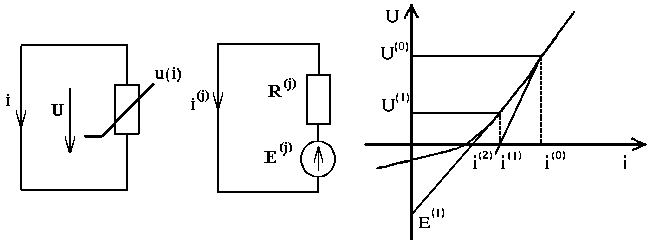 i
U
u(i)
i(j)
R(j)
E(j)
U
U(0)
U(1)
i(2) i(1) i(0) i
E(1)